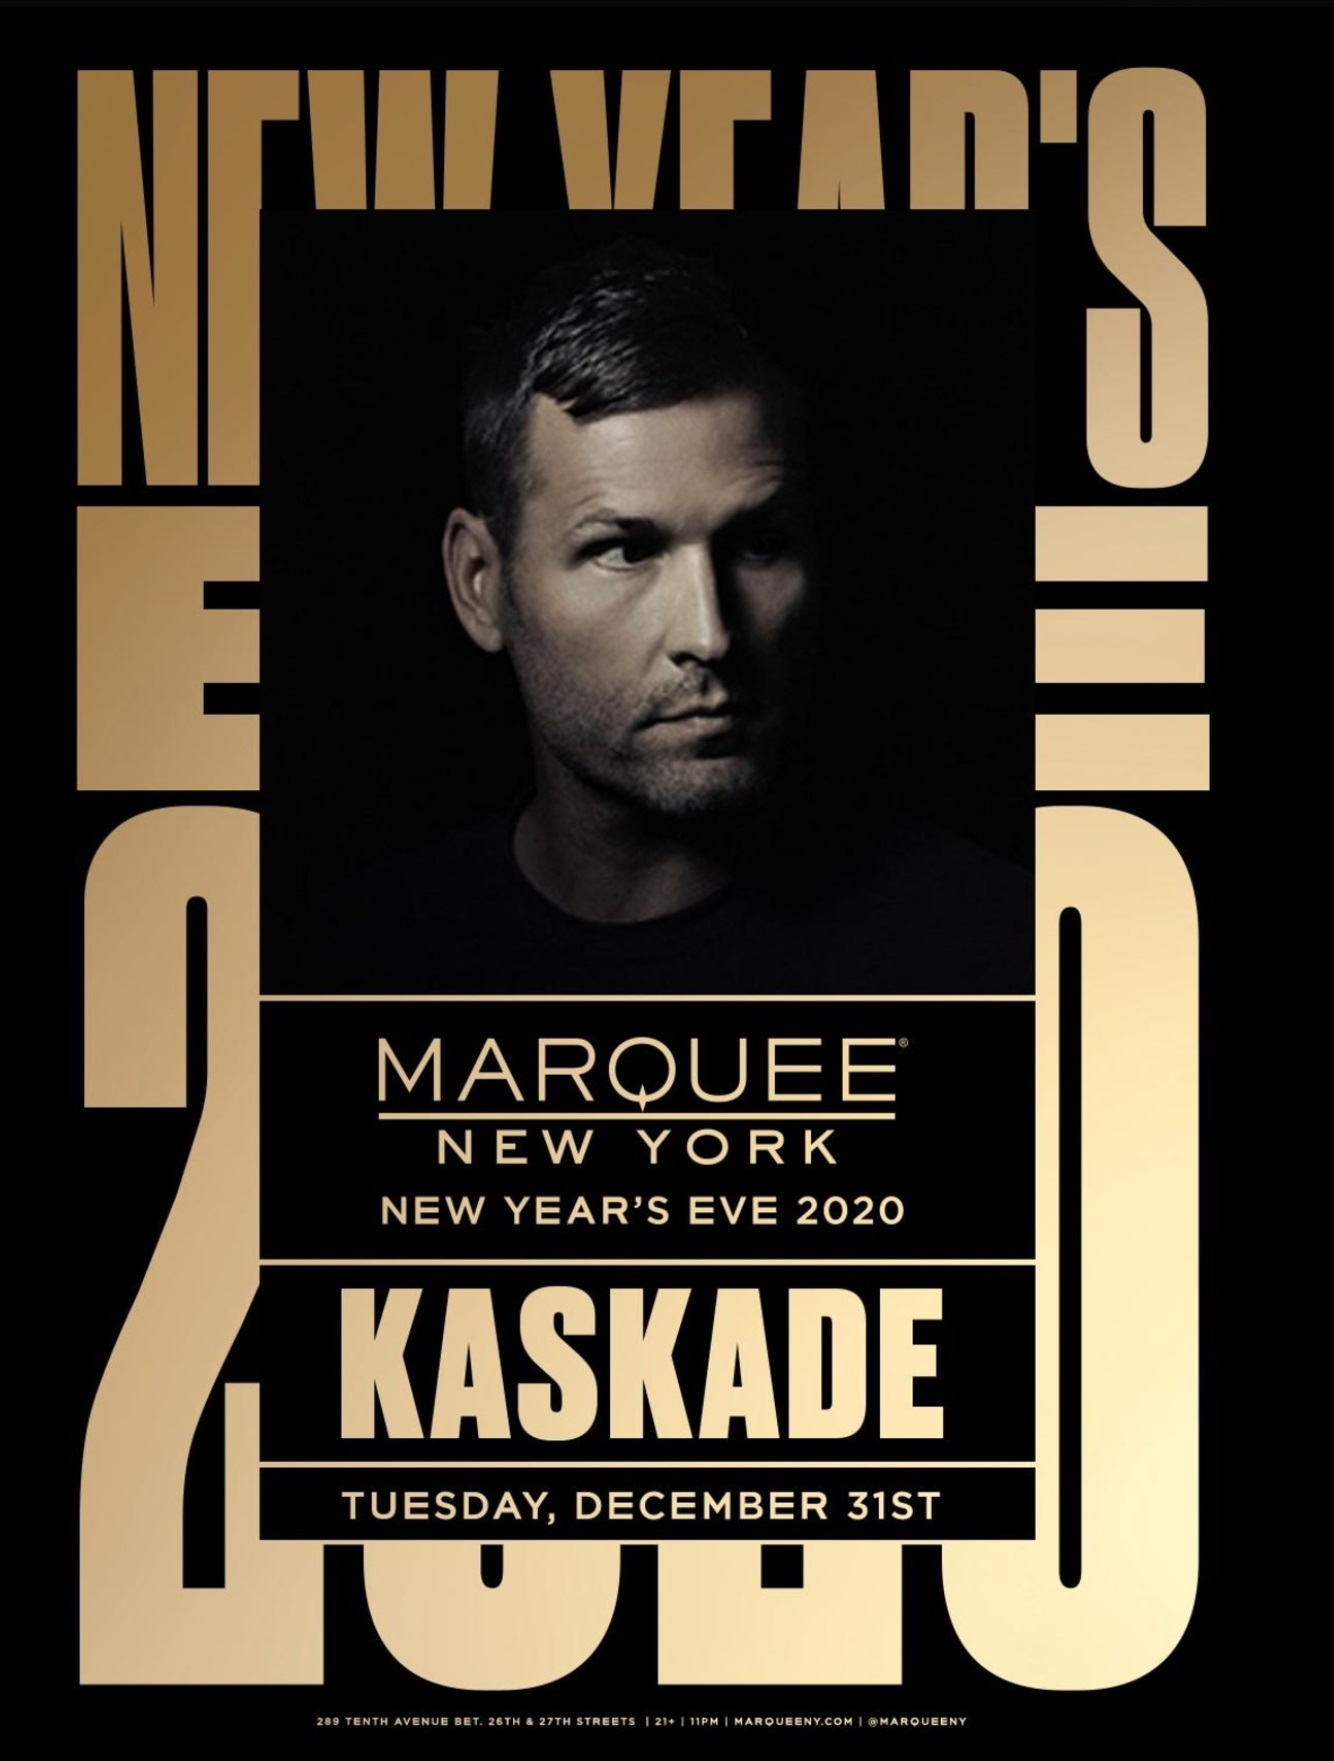 NEW YEAR'S
E
2020
MARQUEE®
NEW YORK
NEW YEAR'S EVE 2020
KASKADE
TUESDAY, DECEMBER 31ST
289 TENTH AVENUE BET. 26TH & 27TH STREETS | 21+ | 11PM | MARQUEENY.COM | @MARQUEENY